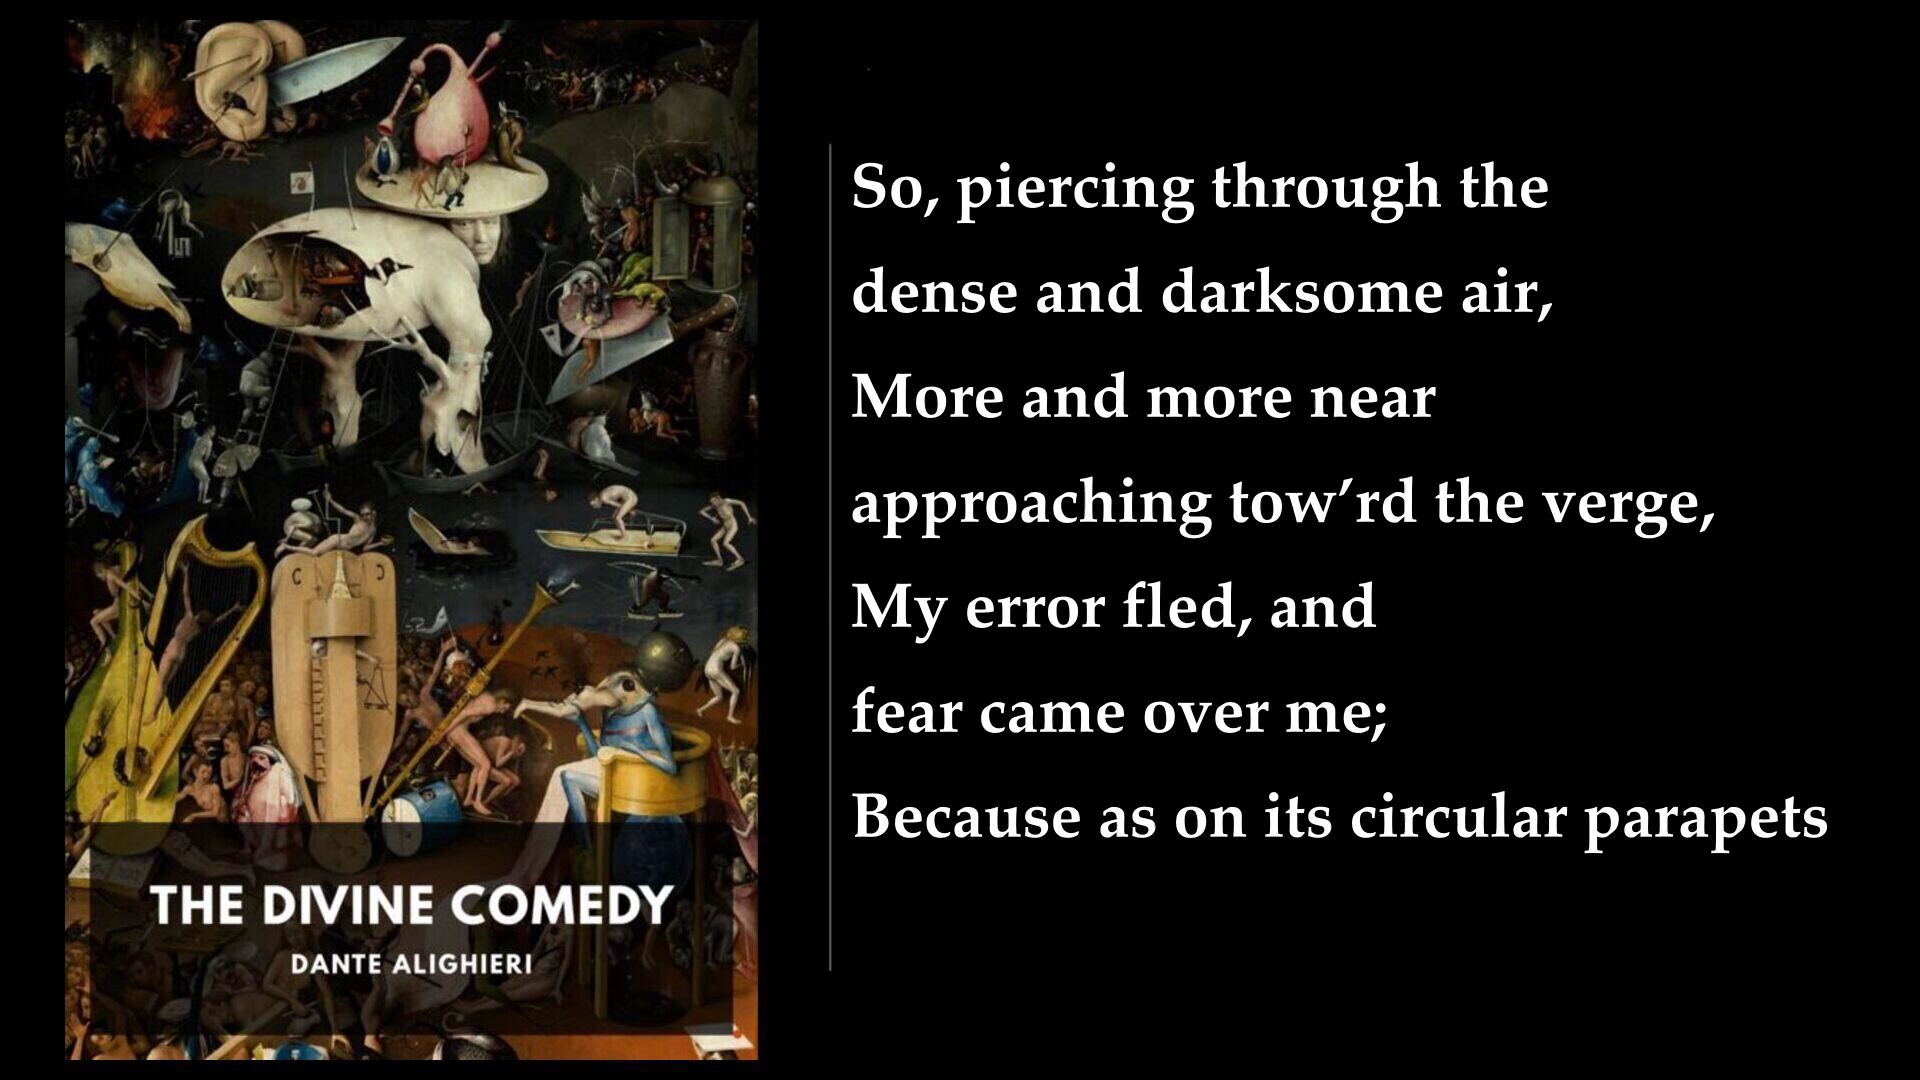 So, piercing through the
dense and darksome air,
More and more near
approaching tow’rd the verge,
My error fled, and
fear came over me;
Because as on its circular parapets
THE DIVINE COMEDY
DANTE ALIGHIERI